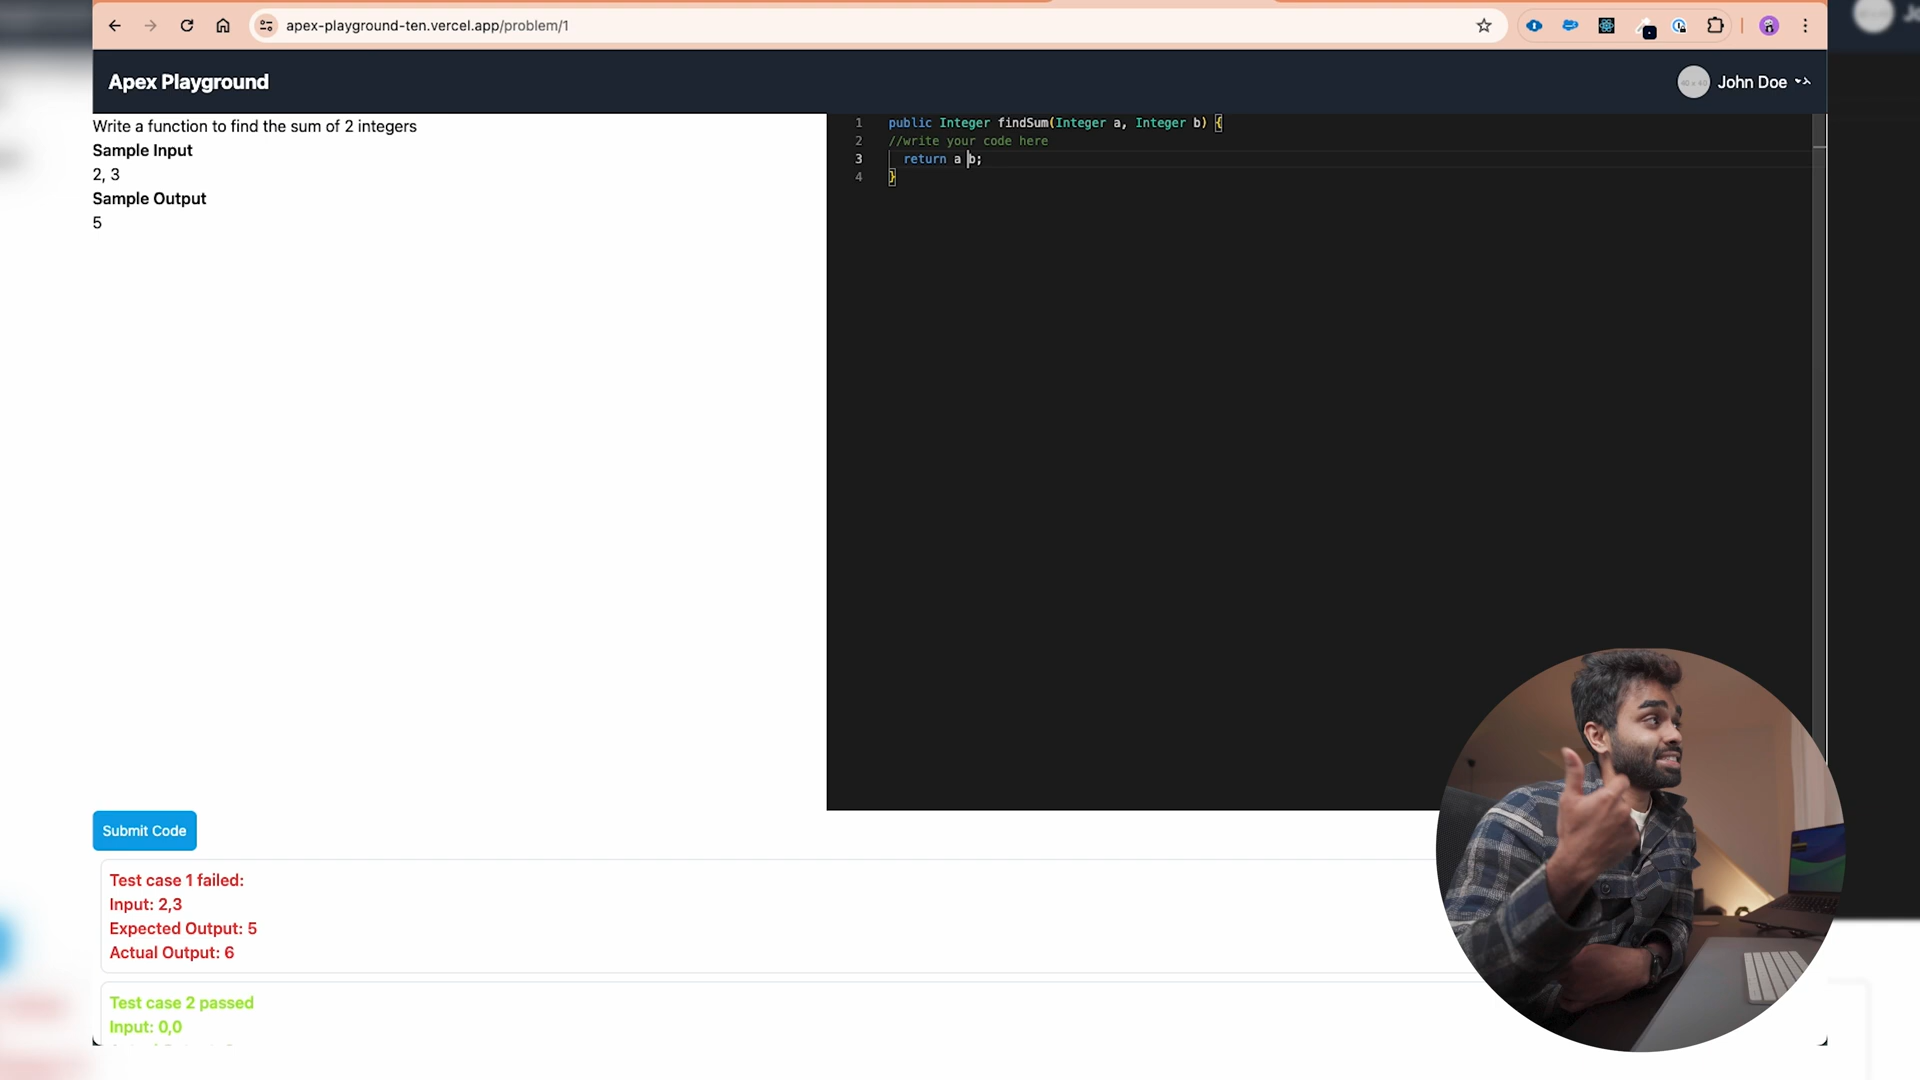 apex-playground-ten.vercel.app/problem/1
Apex Playground
John Doe
Write a function to find the sum of 2 integers
Sample Input
2, 3
Sample Output
5
1 public Integer findSum(Integer a, Integer b) {
2 //write your code here
3 return a b;
4 }
Submit Code
Test case 1 failed:
Input: 2,3
Expected Output: 5
Actual Output: 6
Test case 2 passed
Input: 0,0